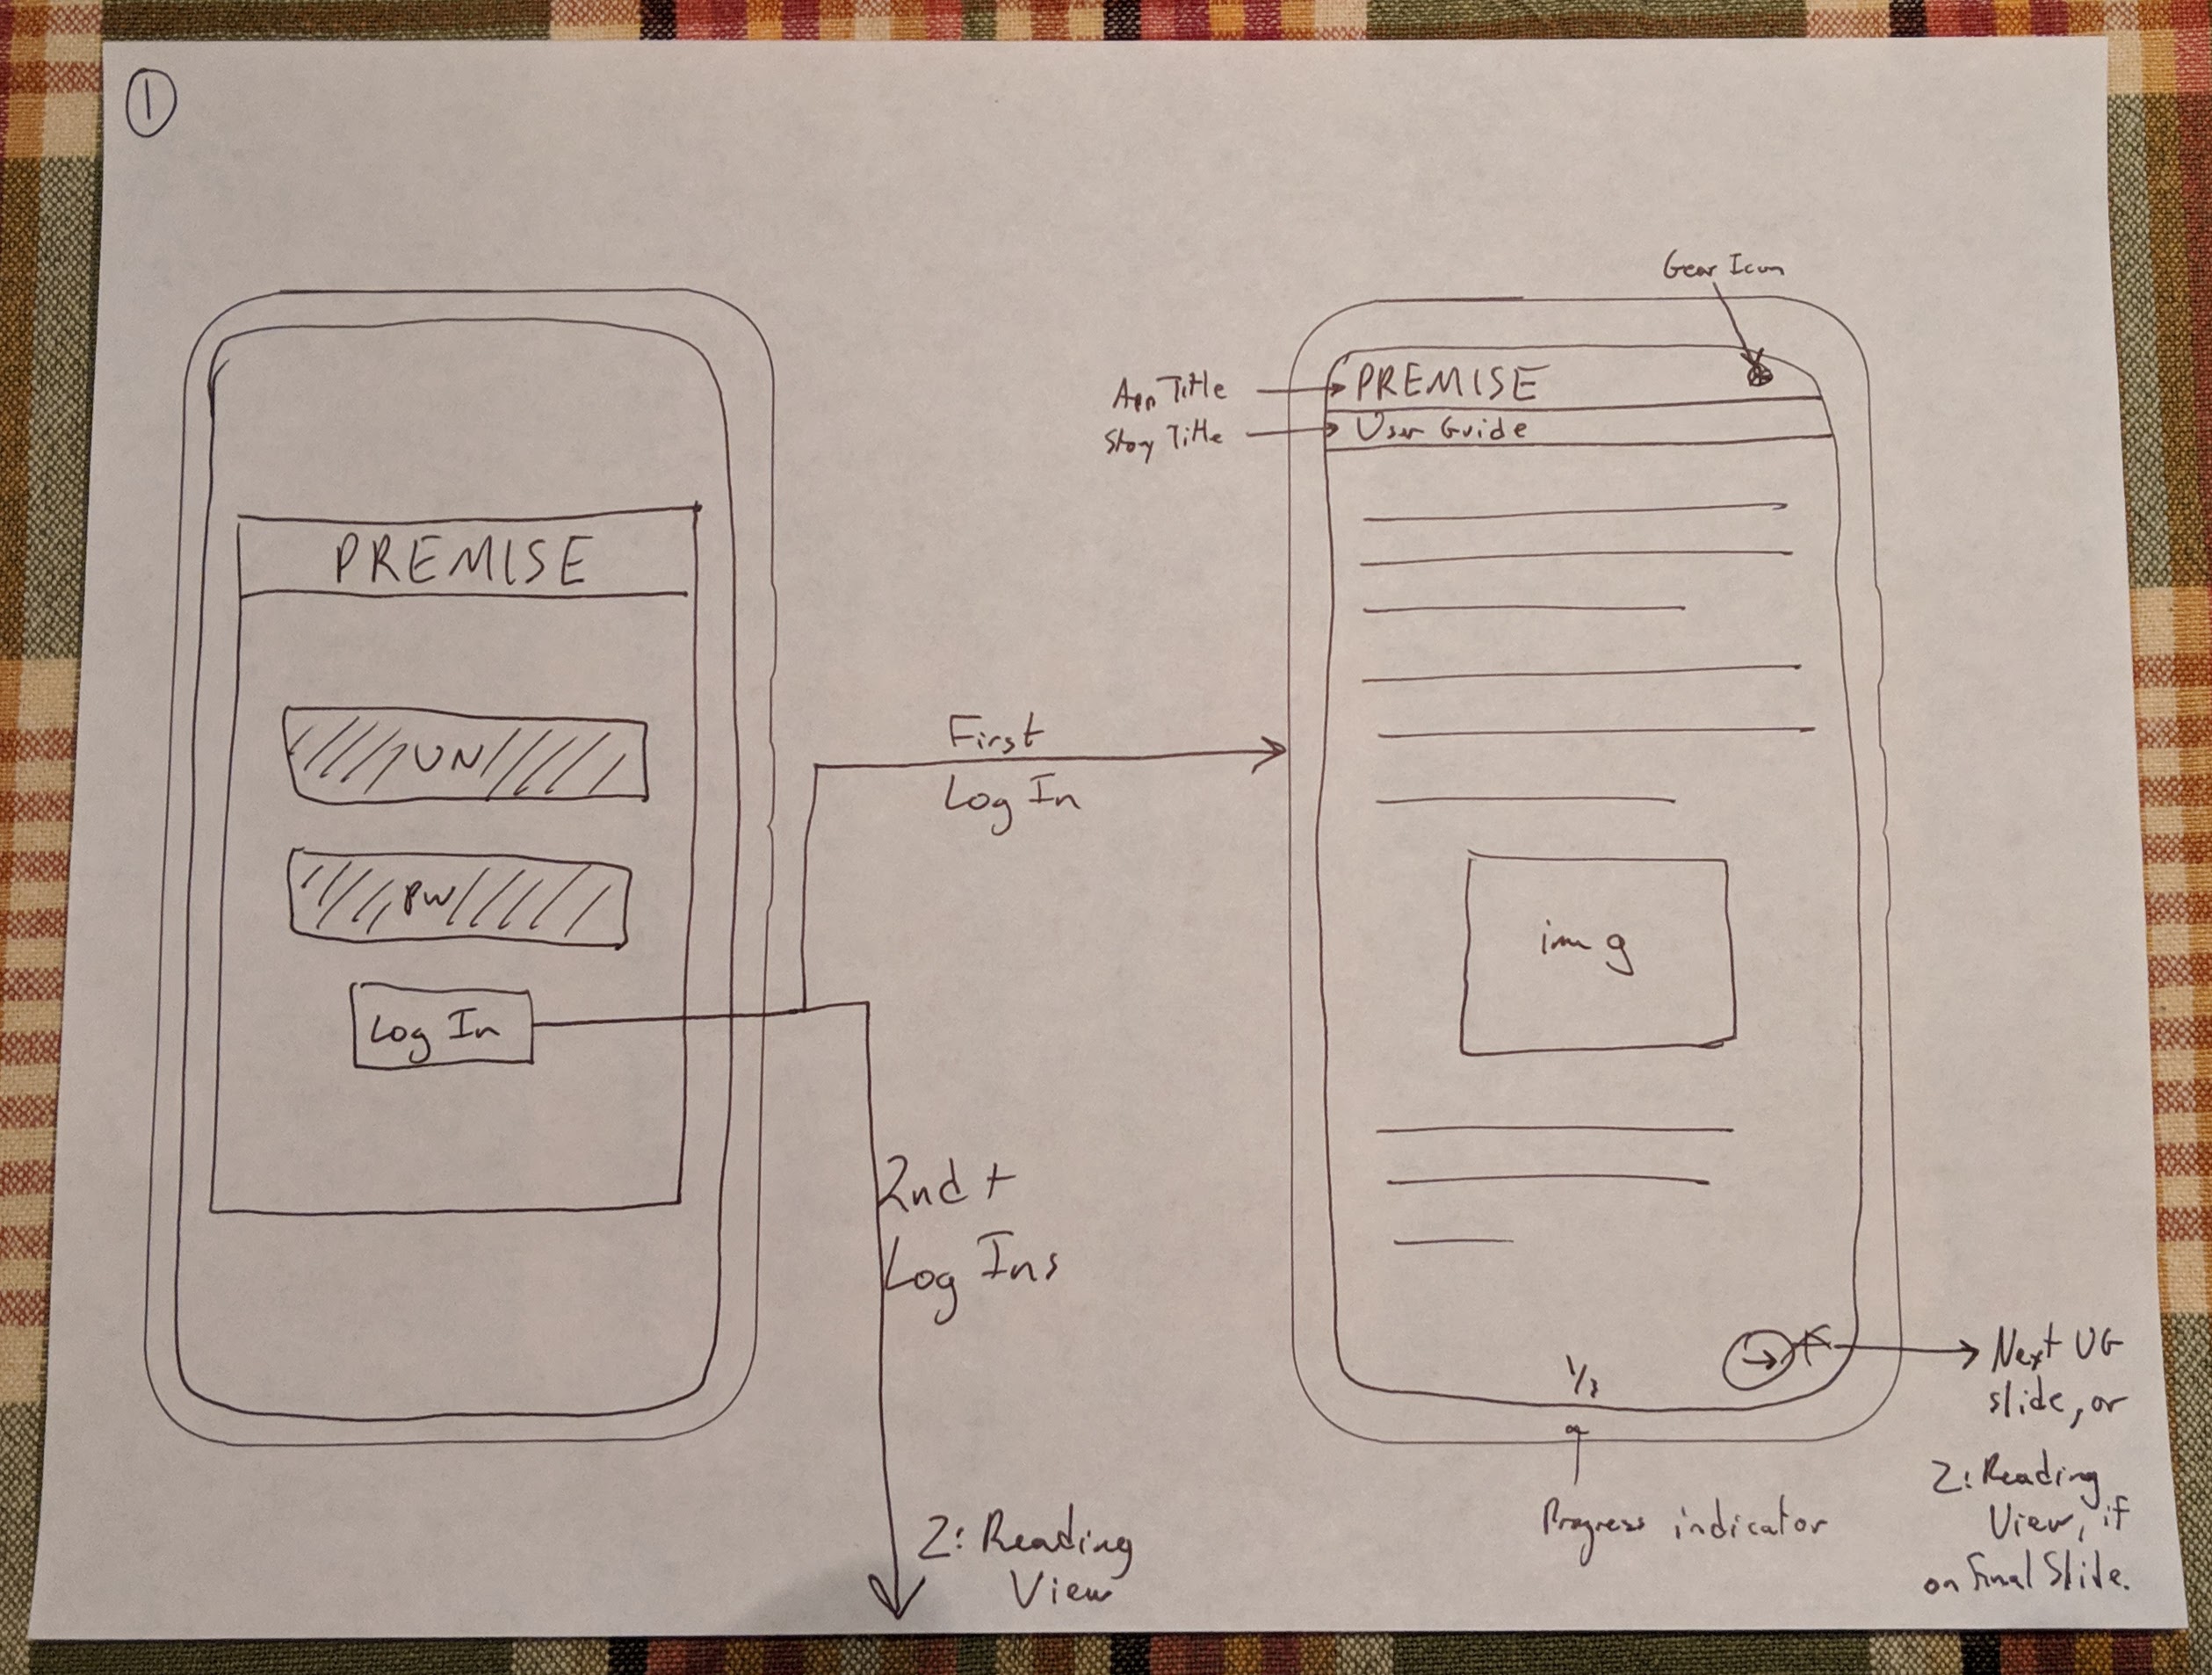 1
PREMISE
UN
PW
Log In
First
Log In
2nd +
Log Ins
2: Reading
View
Gear Icon
App Title
PREMISE
Story Title
User Guide
img
1/3
Progress indicator
Next UG
slide, or
2: Reading
View, if
on final Slide.